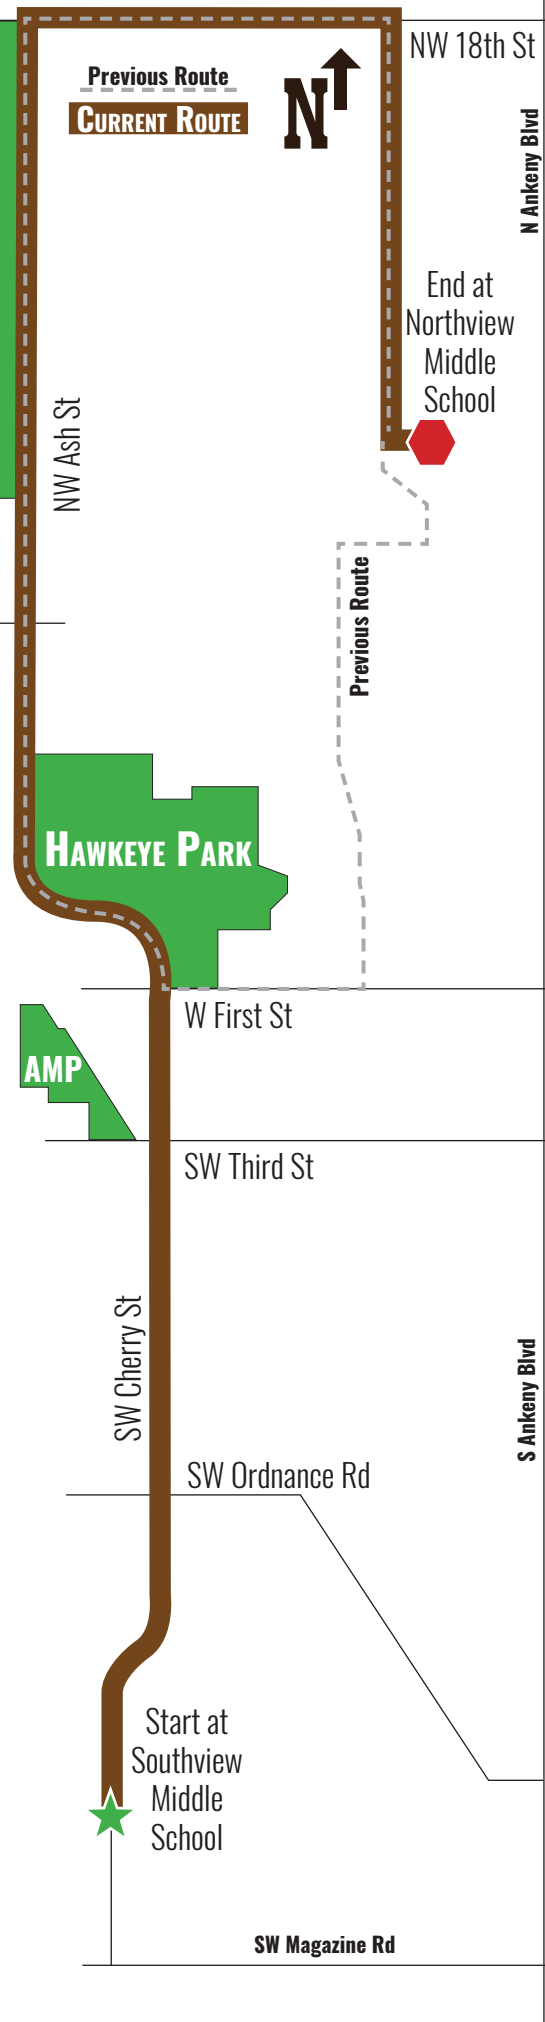 NW 18th St
Previous Route
CURRENT ROUTE
N
N Ankeny Blvd
End at
Northview
Middle
School
NW Ash St
Previous Route
HAWKEYE PARK
W First St
AMP
SW Third St
SW Cherry St
S Ankeny Blvd
SW Ordnance Rd
Start at
Southview
Middle
School
SW Magazine Rd